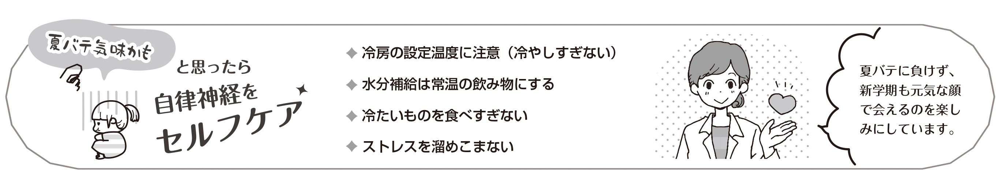 夏バテ気味かも
と思ったら
自律神経を
セルフケア
冷房の設定温度に注意（冷やしすぎない）
水分補給は常温の飲み物にする
冷たいものを食べすぎない
ストレスを溜めこまない
夏バテに負けず、
新学期も元気な顔
で会えるのを楽し
みにしています。